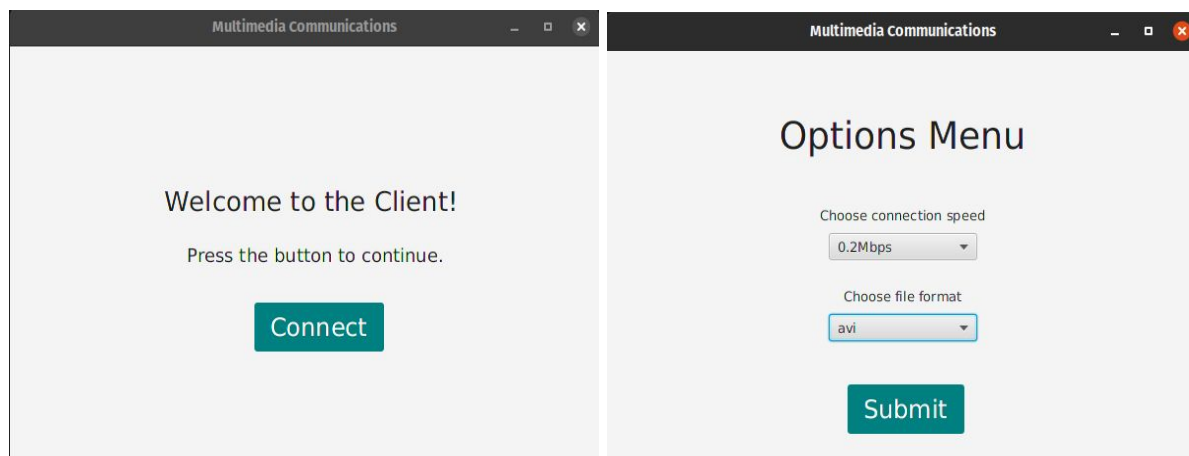 Multimedia Communications
Welcome to the Client!
Press the button to continue.
Connect
Multimedia Communications
Options Menu
Choose connection speed
0.2Mbps
Choose file format
avi
Submit